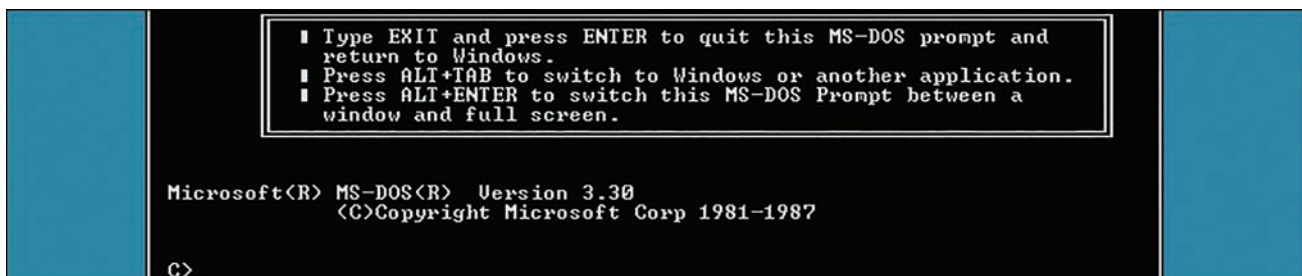 Type EXIT and press ENTER to quit this MS-DOS prompt and
return to Windows.
Press ALT+TAB to switch to Windows or another application.
Press ALT+ENTER to switch this MS-DOS Prompt between a
window and full screen.
Microsoft(R) MS-DOS(R) Version 3.30
(C)Copyright Microsoft Corp 1981-1987
C>